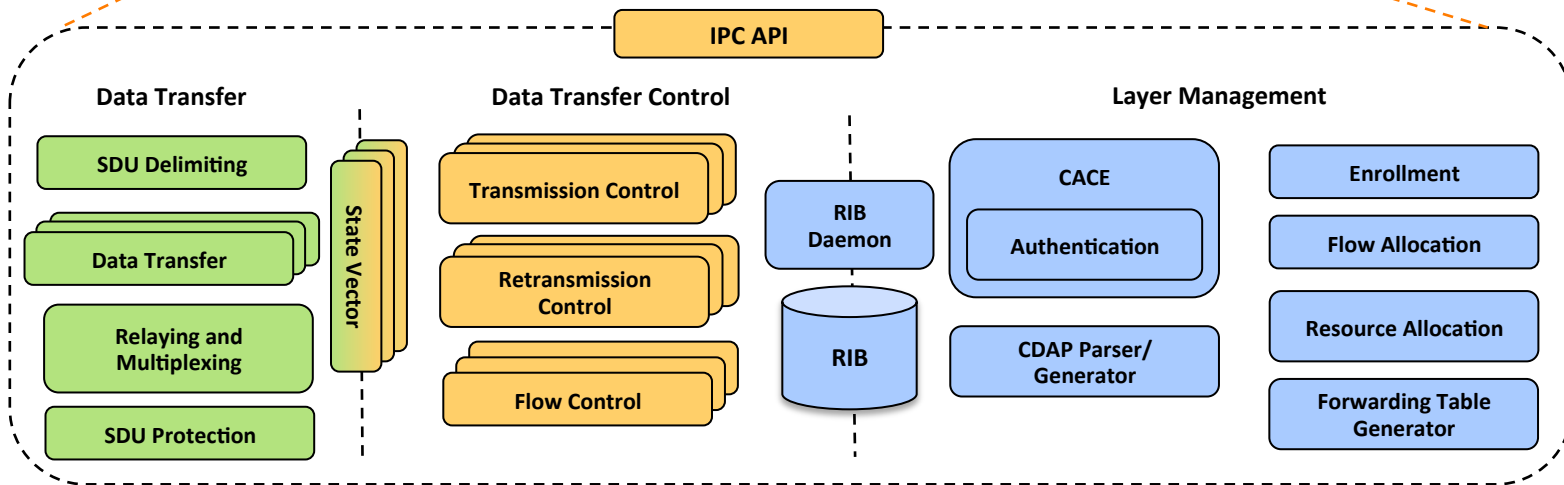 IPC API
Data Transfer
Data Transfer Control
Layer Management
SDU Delimiting
Data Transfer
Relaying and
Multiplexing
SDU Protection
State Vector
Transmission Control
Retransmission
Control
Flow Control
RIB
Daemon
RIB
CACE
Authentication
CDAP Parser/
Generator
Enrollment
Flow Allocation
Resource Allocation
Forwarding Table
Generator